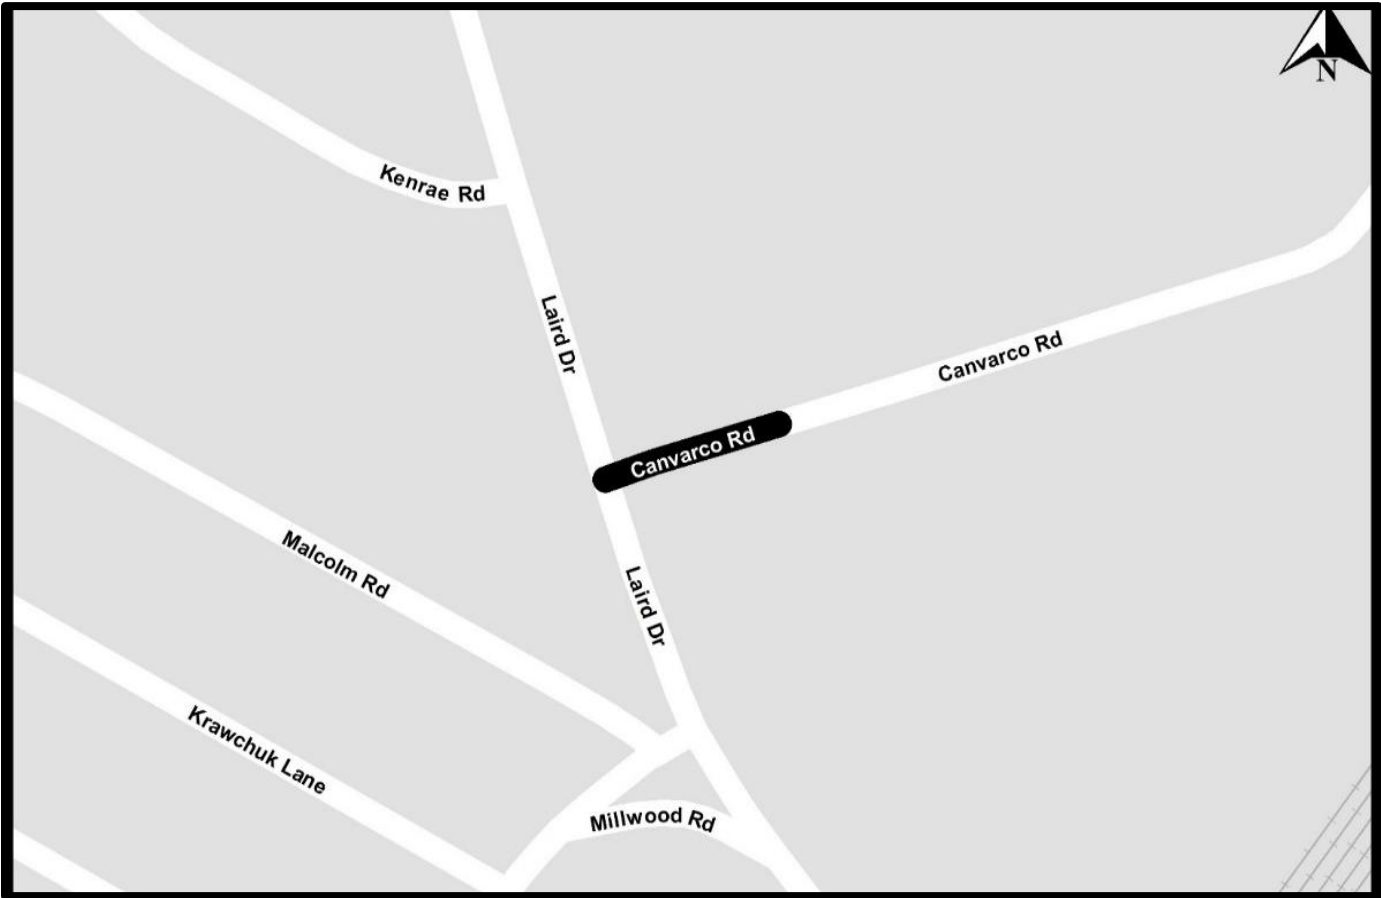 N
Kenrae Rd
Laird Dr
Canvarco Rd
Canvarco Rd
Malcolm Rd
Laird Dr
Krawchuk Lane
Millwood Rd